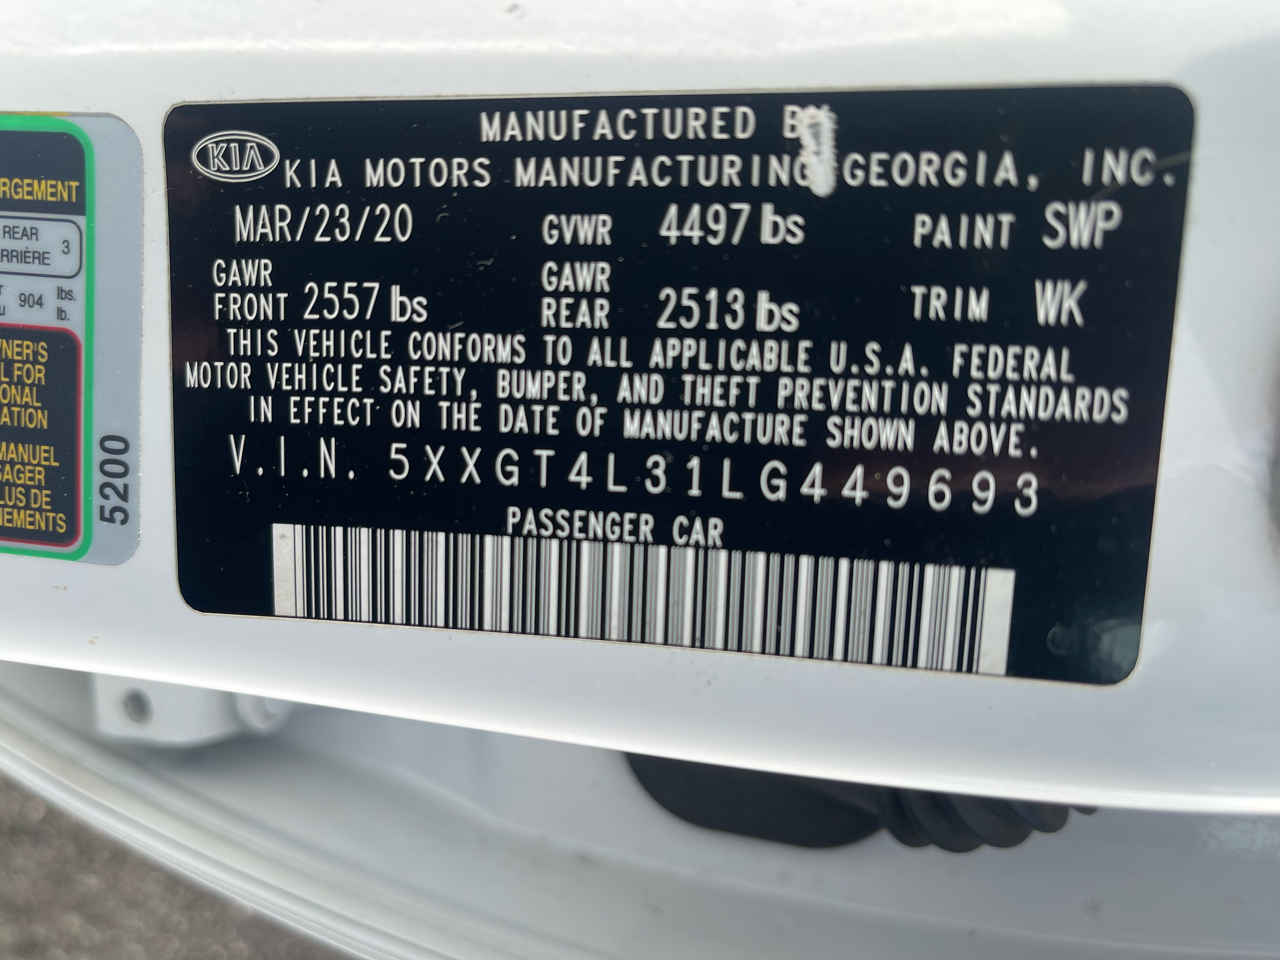 RGEMENT
REAR
RRIÈRE
3
904
lbs.
lb.
L FOR
MANUEL
5200
KIA
MANUFACTURED
KIA MOTORS MANUFACTURING GEORGIA, INC.
MAR/23/20 GVWR 4497 lbs PAINT SWP
GAWR FRONT 2557 lbs GAWR REAR 2513 lbs TRIM WK
THIS VEHICLE CONFORMS TO ALL APPLICABLE U.S.A. FEDERAL
MOTOR VEHICLE SAFETY, BUMPER, AND THEFT PREVENTION STANDARDS
IN EFFECT ON THE DATE OF MANUFACTURE SHOWN ABOVE.
V.I.N. 5XXGT4L31LG449693
PASSENGER CAR